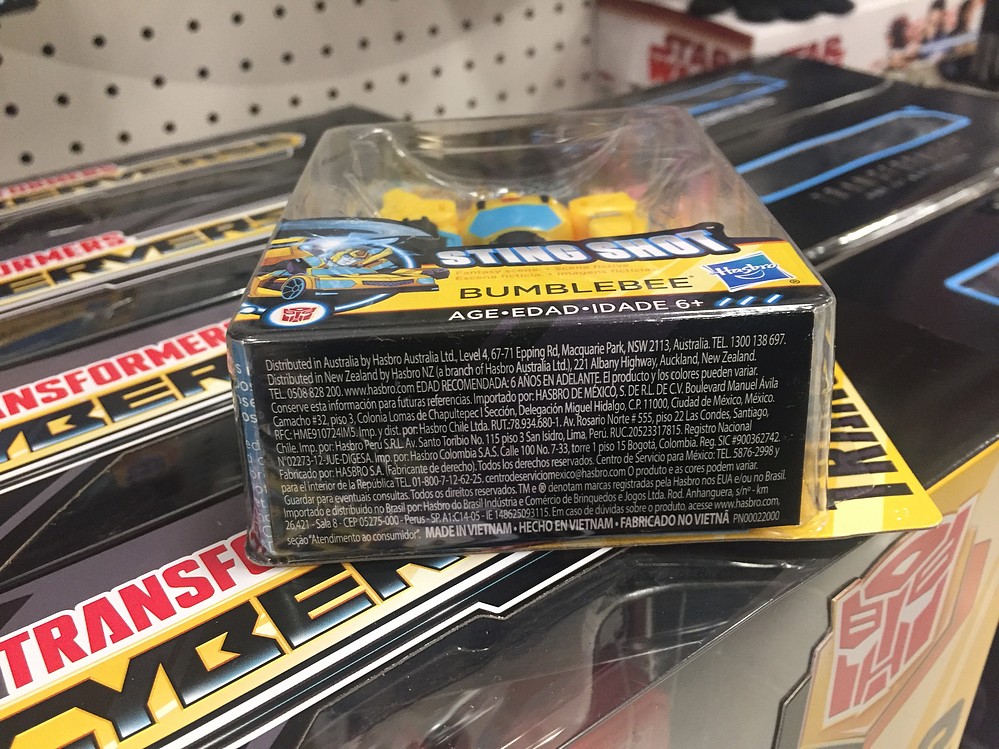 STAR
WARS
TRANSFORMERS
STING SHOT
Hasbro
®
BUMBLEBEE
AGE•EDAD•IDADE 6+
Distributed in Australia by Hasbro Australia Ltd., Level 4, 67-71 Epping Rd, Macquarie Park, NSW 2113, Australia. TEL. 1300 138 697.
Distributed in New Zealand by Hasbro NZ (a branch of Hasbro Australia Ltd.), 221 Albany Highway, Auckland, New Zealand.
TEL. 0508 828 200. www.hasbro.com EDAD RECOMENDADA: 6 AÑOS EN ADELANTE. El producto y los colores pueden variar.
Conserve esta información para futuras referencias. Importado por: HASBRO DE MÉXICO, S. DE R.L. DE C.V. Boulevard Manuel Ávila
Camacho #32, piso 3, Colonia Lomas de Chapultepec I Sección, Delegación Miguel Hidalgo, C.P. 11000, Ciudad de México, México.
RFC: HME910724IM5. Imp. y dist. por: Hasbro Chile Ltd. RUT.:78.934.680-1. Av. Rosario Norte # 555, piso 22 Las Condes, Santiago,
Chile. Imp. por: Hasbro Peru S.R.L. Av. Santo Toribio No. 115 piso 3 San Isidro, Lima, Perú. RUC.20523317815. Registro
N°02273-12-JUE-DIGESA. Imp. por: Hasbro Colombia S.A.S. Calle 100 No. 7-33, torre 1 piso 15 Bogotá, Colombia. Reg. SIC #900362742.
Fabricado por: HASBRO S.A. (Fabricante de derecho). Todos los derechos reservados. Centro de Servicio para México: TEL. 5876-2998 y
para el interior de la República TEL. 01-800-7-12-62-25. centrodeserviciomexico@hasbro.com O produto e as cores podem variar.
Guardar para eventuais consultas. Todos os direitos reservados. TM e ® denotam marcas registradas pela Hasbro nos EUA e/ou no Brasil.
Importado e distribuido no Brasil por: Hasbro do Brasil Indústria e Comércio de Brinquedos e Jogos Ltda. Rod. Anhanguera, s/nº - km
26,421 - Sala 8 - CEP 05275-000 - Perus - SP. A1:C14-05 - IE 148625093115. Em caso de dúvidas sobre o produto, acesse www.hasbro.com,
seção "Atendimento ao consumidor". MADE IN VIETNAM • HECHO EN VIETNAM • FABRICADO NO VIETNÃ PN00022000
ORMERS
ERVERS
ANSFORMERS
CYBER
TRANSFO
CYBER